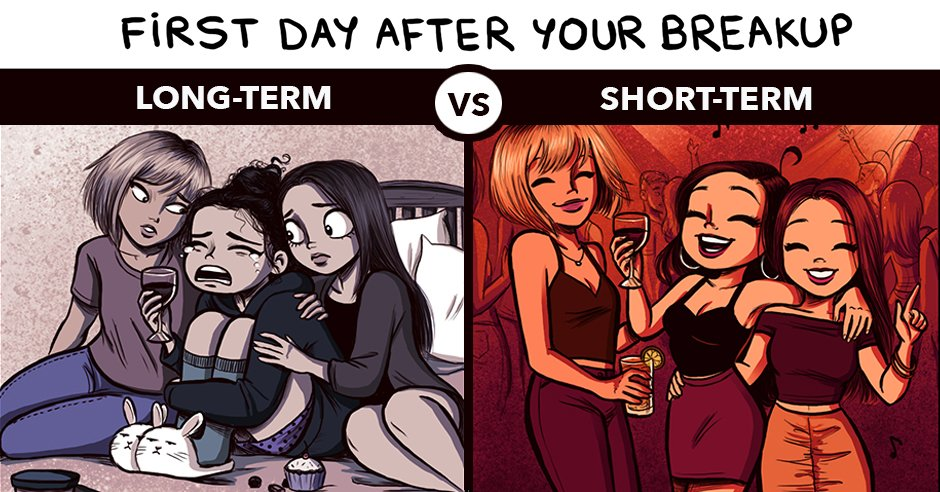 FIRST DAY AFTER YOUR BREAKUP
LONG-TERM VS SHORT-TERM